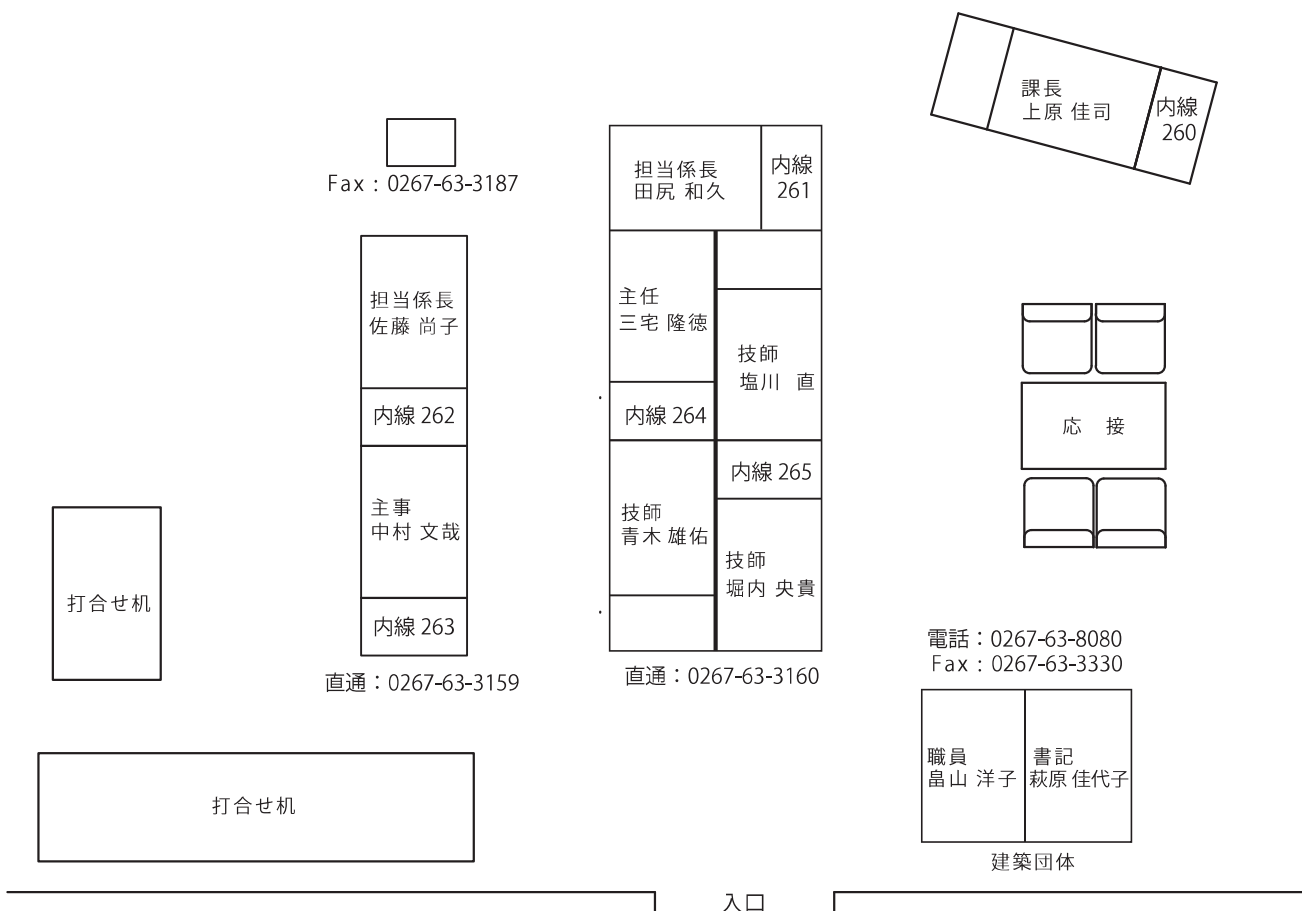 課長
上原 佳司
内線
260
Fax：0267-63-3187
担当係長
田尻 和久
内線
261
担当係長
佐藤 尚子
内線 262
主事
中村 文哉
内線 263
直通：0267-63-3159
主任
三宅 隆徳
内線 264
技師
青木 雄佑
技師
塩川 直
内線 265
技師
堀内 央貴
直通：0267-63-3160
応 接
打合せ机
打合せ机
電話：0267-63-8080
Fax：0267-63-3330
職員
畠山 洋子
書記
萩原 佳代子
建築団体
入口